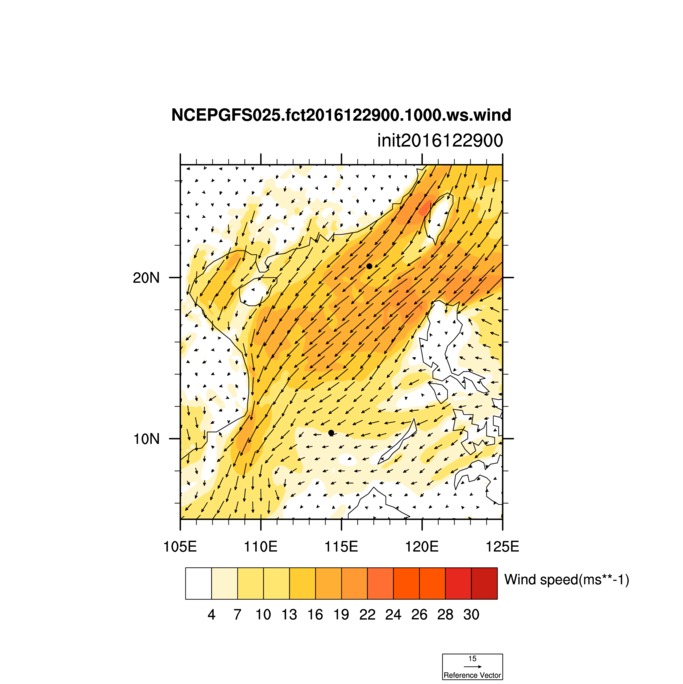 NCEPGFS025.fct2016122900.1000.ws.wind
init2016122900
20N
10N
105E 110E 115E 120E 125E
Wind speed(ms**-1)
4 7 10 13 16 19 22 24 26 28 30
15
Reference Vector